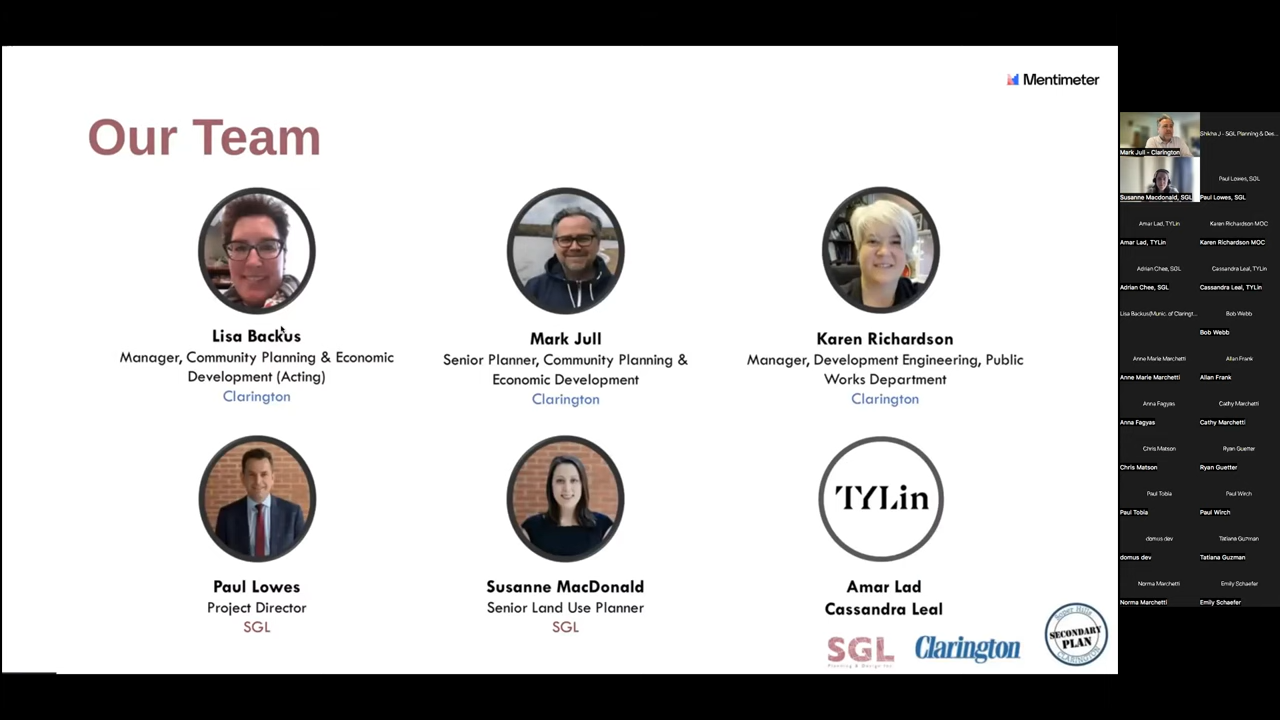 Mentimeter
Our Team
Lisa Backus
Manager, Community Planning & Economic
Development (Acting)
Clarington
Mark Jull
Senior Planner, Community Planning &
Economic Development
Clarington
Karen Richardson
Manager, Development Engineering, Public
Works Department
Clarington
Paul Lowes
Project Director
SGL
Susanne MacDonald
Senior Land Use Planner
SGL
TYLin
Amar Lad
Cassandra Leal
SGL
Planning & Design Inc.
Clarington
SECONDARY
PLAN
CLARINGTON
Mark Jull - Clarington
Shikha J - SGL Planning & Des...
Susanne Macdonald, SGL
Paul Lowes, SGL
Paul Lowes, SGL
Amar Lad, TYLin
Amar Lad, TYLin
Karen Richardson MOC
Karen Richardson MOC
Adrian Chee, SGL
Adrian Chee, SGL
Cassandra Leal, TYLin
Cassandra Leal, TYLin
Lisa Backus(Munic. of Claringt...
Bob Webb
Bob Webb
Anne Marie Marchetti
Anne Marie Marchetti
Allan Frank
Allan Frank
Anna Fagyas
Anna Fagyas
Cathy Marchetti
Cathy Marchetti
Chris Matson
Chris Matson
Ryan Guetter
Ryan Guetter
Paul Tobia
Paul Tobia
Paul Wirch
Paul Wirch
domus dev
domus dev
Tatiana Guzman
Tatiana Guzman
Norma Marchetti
Norma Marchetti
Emily Schaefer
Emily Schaefer